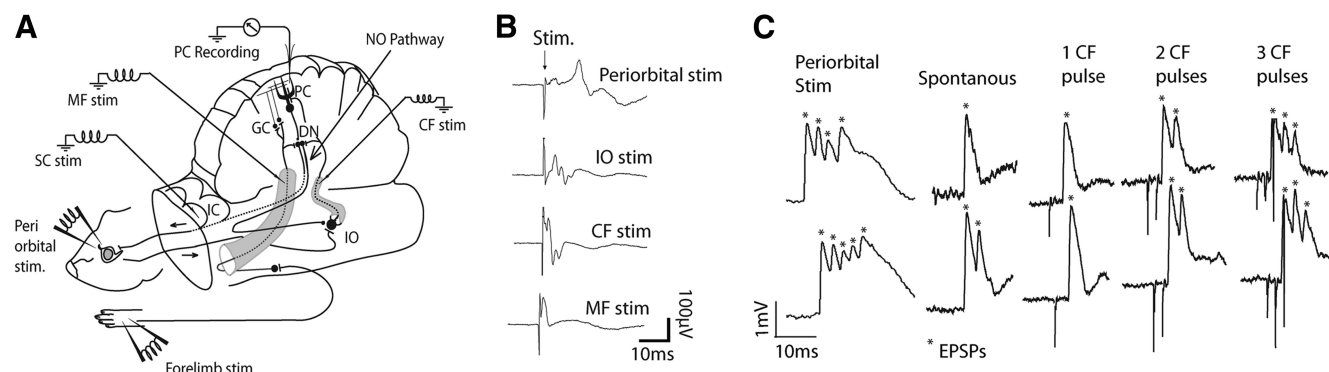 A
PC Recording
NO Pathway
MF stim
PC
CF stim
GC
DN
SC stim
IC
Peri
orbital
stim.
IO
Forelimb stim
B
Stim.
Periorbital stim
IO stim
CF stim
MF stim
100μV
10ms
C
Periorbital
Stim
Spontanous
1 CF
pulse
2 CF
pulses
3 CF
pulses
* * * *
*
*
* *
* * *
* * * * *
* *
*
* *
* * *
1mV
10ms
* EPSPs